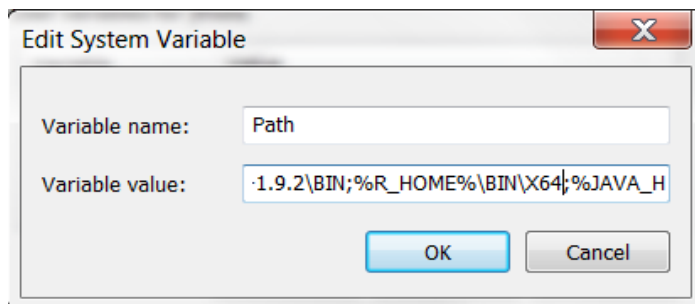 Edit System Variable
Variable name: Path
Variable value: -1.9.2\BIN;%R_HOME%\BIN\X64;%JAVA_H
OK Cancel